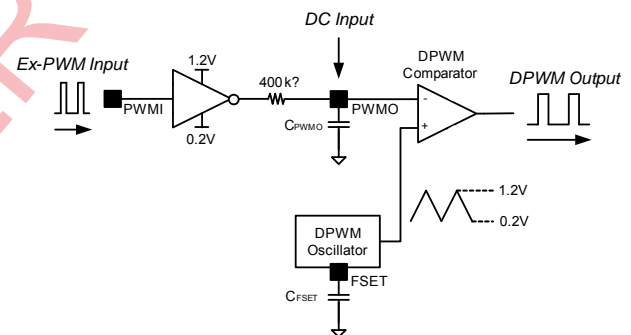 DC Input
Ex-PWM Input
1.2V
0.2V
PWMI
400k?
PWMO
CPWMO
DPWM
Comparator
-
+
DPWM Output
1.2V
0.2V
DPWM
Oscillator
FSET
CFSET